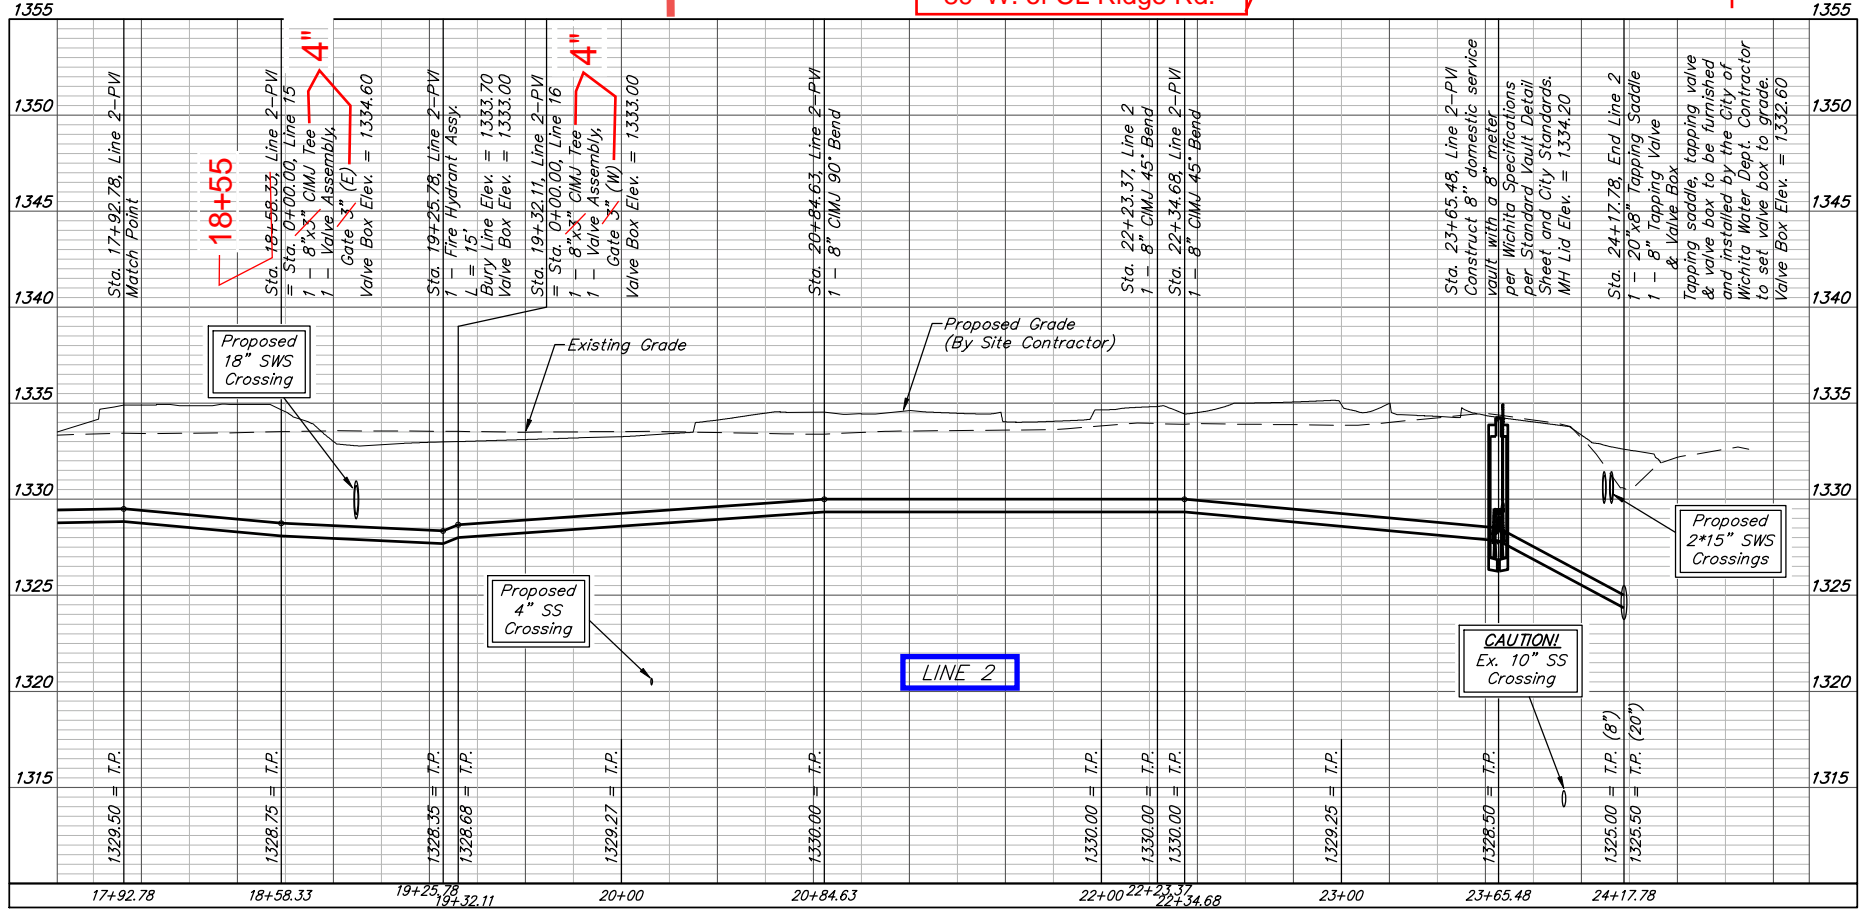 1355
1350
1345
1340
1335
1330
1325
1320
1315
Sta. 17+92.78, Line 2-PVI
Match Point
18+55
Sta. 18+58.33, Line 2-PVI
= Sta. 0+00.00, Line 15
1 - 8"x3" CIMJ Tee
1 - Valve Assembly,
Gate 3" (E)
Valve Box Elev. = 1334.60
4"
Sta. 19+25.78, Line 2-PVI
1 - Fire Hydrant Assy.
L = 15'
Bury Line Elev. = 1333.70
Valve Box Elev. = 1333.00
Sta. 19+32.11, Line 2-PVI
= Sta. 0+00.00, Line 16
1 - 8"x3" CIMJ Tee
1 - Valve Assembly,
Gate 3" (W)
Valve Box Elev. = 1333.00
4"
Sta. 20+84.63, Line 2-PVI
1 - 8" CIMJ 90° Bend
Sta. 22+23.37, Line 2
1 - 8" CIMJ 45° Bend
Sta. 22+34.68, Line 2-PVI
1 - 8" CIMJ 45° Bend
Sta. 23+65.48, Line 2-PVI
Construct 8" domestic service
vault with a 8" meter
per Wichita Specifications
per Standard Vault Detail
Sheet and City Standards.
MH Lid Elev. = 1334.20
Sta. 24+17.78, End Line 2
1 - 20"x8" Tapping Saddle
1 - 8" Tapping Valve
& Valve Box
Tapping saddle, tapping valve
& valve box to be furnished
and installed by the City of
Wichita Water Dept. Contractor
to set valve box to grade.
Valve Box Elev. = 1332.60
1355
1350
1345
1340
1335
1330
1325
1320
1315
Proposed
18" SWS
Crossing
Existing Grade
Proposed Grade
(By Site Contractor)
Proposed
2*15" SWS
Crossings
Proposed
4" SS
Crossing
LINE 2
CAUTION!
Ex. 10" SS
Crossing
1329.50 = T.P.
1328.75 = T.P.
1328.35 = T.P.
1328.68 = T.P.
1329.27 = T.P.
1330.00 = T.P.
1330.00 = T.P.
1330.00 = T.P.
1330.00 = T.P.
1329.25 = T.P.
1328.50 = T.P.
1325.00 = T.P. (8")
1325.50 = T.P. (20")
17+92.78
18+58.33
19+25.78
19+32.11
20+00
20+84.63
22+00
22+23.37
22+34.68
23+00
23+65.48
24+17.78